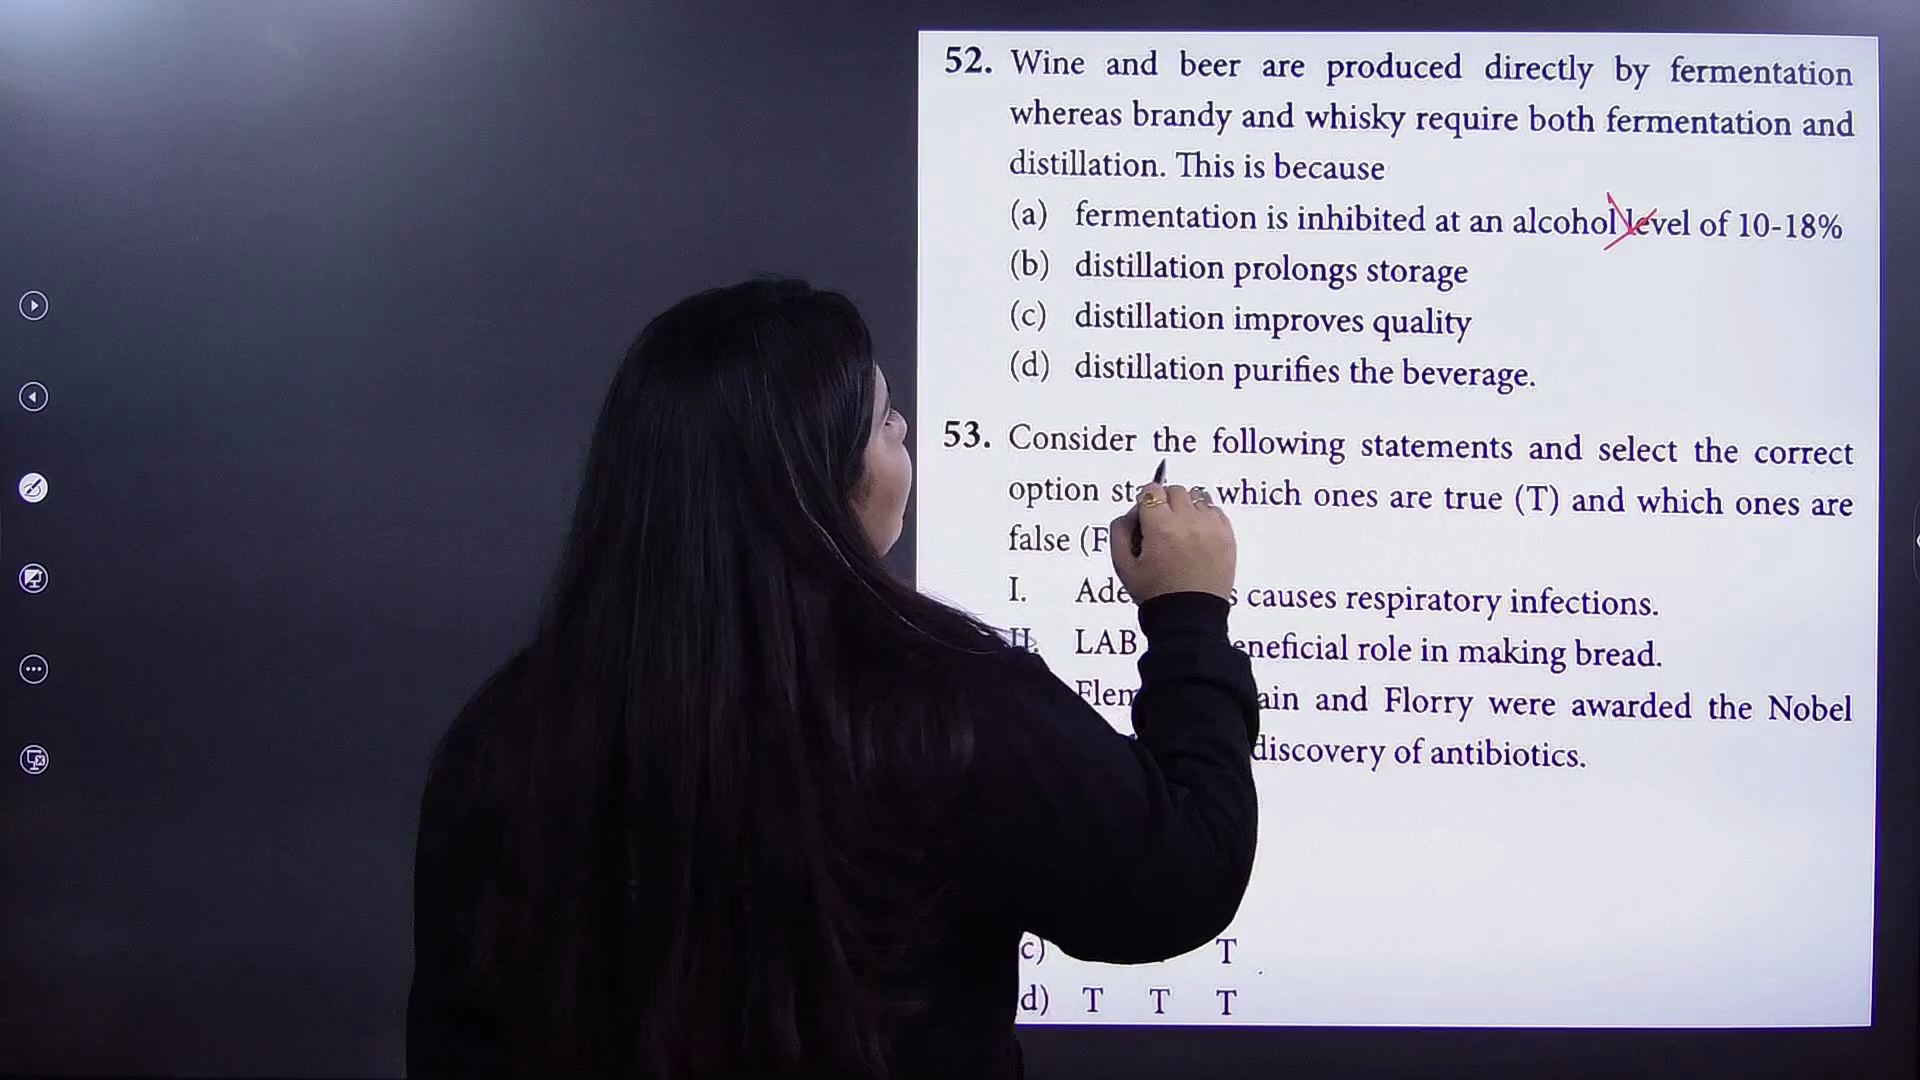 52. Wine and beer are produced directly by fermentation
whereas brandy and whisky require both fermentation and
distillation. This is because
(a) fermentation is inhibited at an alcohol level of 10-18%
(b) distillation prolongs storage
(c) distillation improves quality
(d) distillation purifies the beverage.
53. Consider the following statements and select the correct
option which ones are true (T) and which ones are
false (F
I. causes respiratory infections.
II. LAB role in making bread.
and Florry were awarded the Nobel
discovery of antibiotics.
c) T
d) T T T